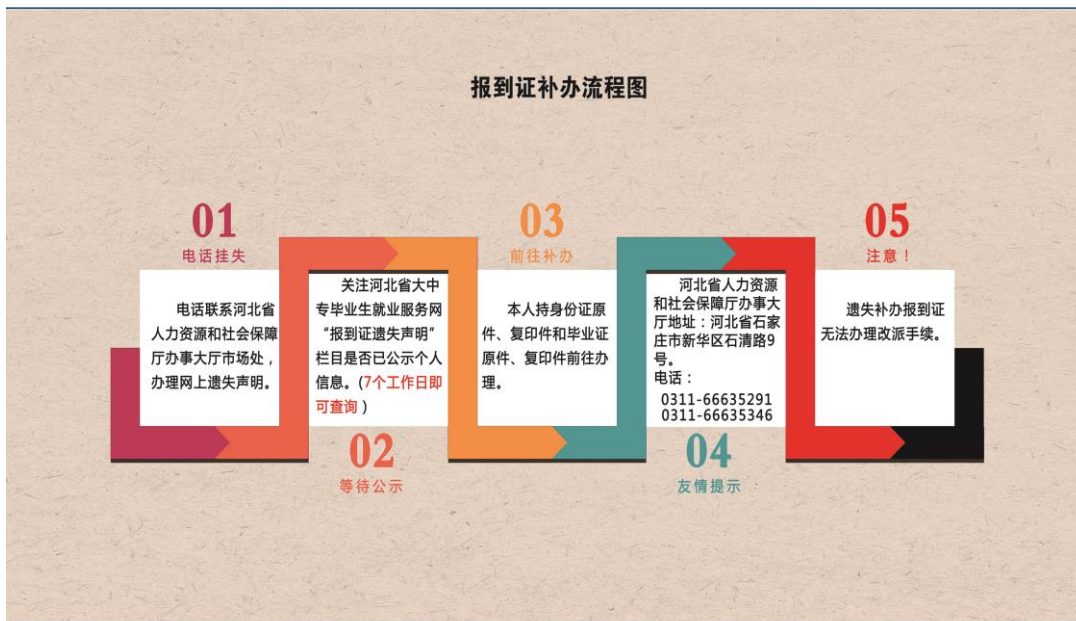 报到证补办流程图
01
电话挂失
电话联系河北省
人力资源和社会保障
厅办事大厅市场处，
办理网上遗失声明。
关注河北省大中
专毕业生就业服务网
“报到证遗失声明”
栏目是否已公示个人
信息。(7个工作日即
可查询)
02
等待公示
03
前往补办
本人持身份证原
件、复印件和毕业证
原件、复印件前往办
理。
河北省人力资源
和社会保障厅办事大
厅地址：河北省石家
庄市新华区石清路9
号。
电话：
0311-66635291
0311-66635346
04
友情提示
05
注意！
遗失补办报到证
无法办理改派手续。